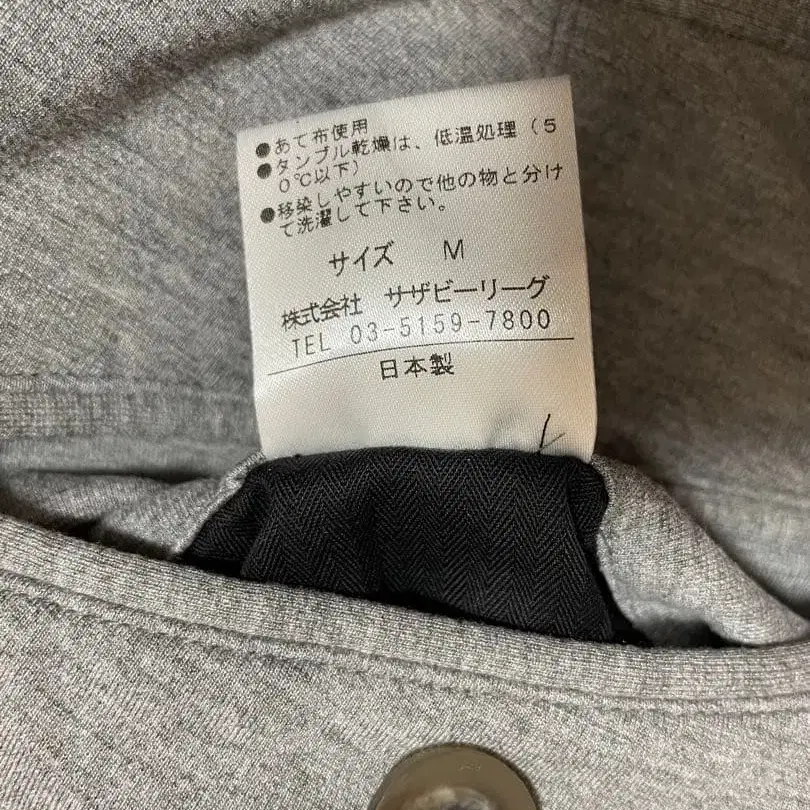 ●あて布使用
●タンブル乾燥は、低温処理（5
0℃以下）
●移染しやすいので他の物と分け
て洗濯して下さい。
サイズ M
株式会社 サザビーリーグ
TEL 03-5159-7800
日本製